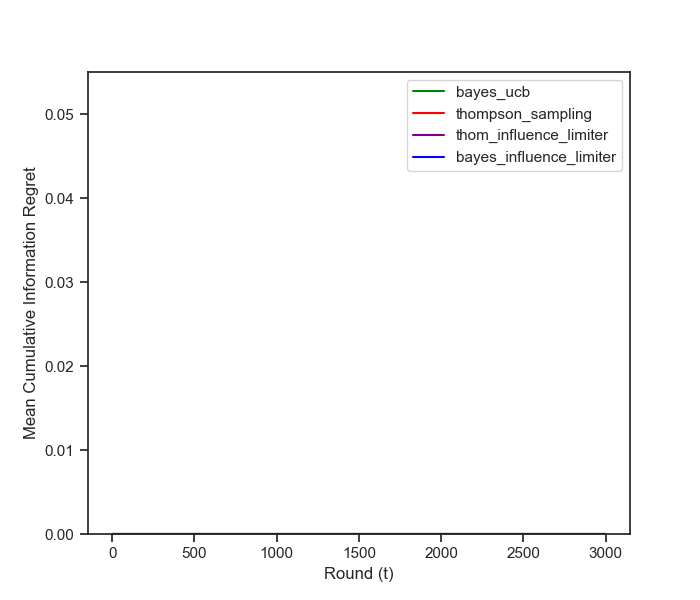 bayes_ucb
thompson_sampling
thom_influence_limiter
bayes_influence_limiter
Mean Cumulative Information Regret
0.05
0.04
0.03
0.02
0.01
0.00
0 500 1000 1500 2000 2500 3000
Round (t)